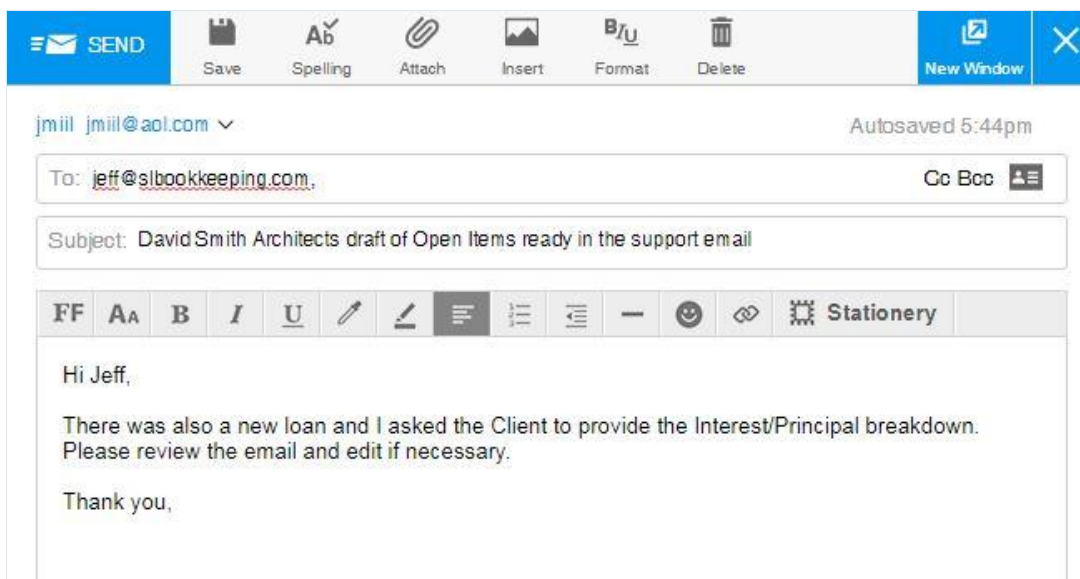 SEND
Save
Spelling
Attach
Insert
Format
Delete
New Window
jmiil jmiil@aol.com
Autosaved 5:44pm
To: jeff@slbookkeeping.com,
Cc Bcc
Subject: David Smith Architects draft of Open Items ready in the support email
FF AA B I U Stationery
Hi Jeff,
There was also a new loan and I asked the Client to provide the Interest/Principal breakdown.
Please review the email and edit if necessary.
Thank you,